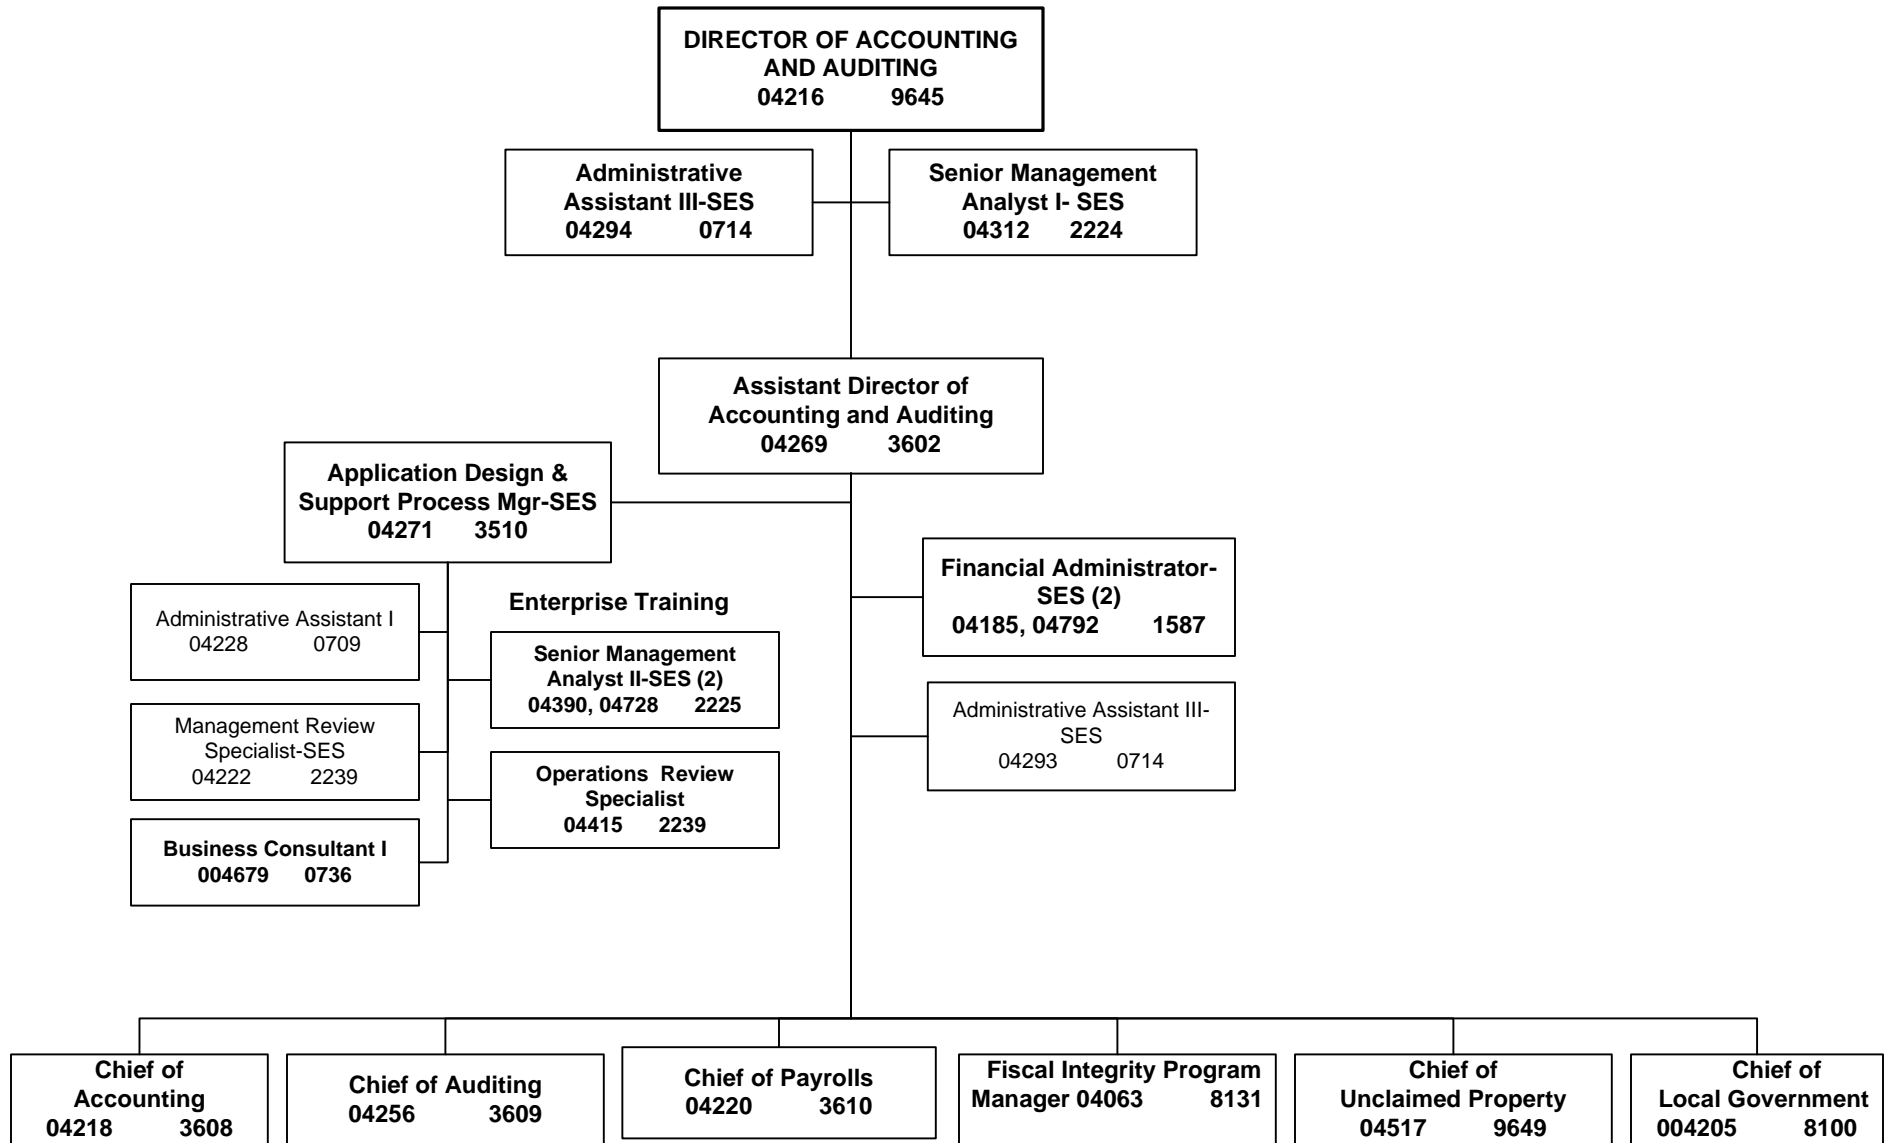 DIRECTOR OF ACCOUNTING
AND AUDITING
04216 9645
Administrative
Assistant III-SES
04294 0714
Senior Management
Analyst I- SES
04312 2224
Assistant Director of
Accounting and Auditing
04269 3602
Application Design &
Support Process Mgr-SES
04271 3510
Administrative Assistant I
04228 0709
Management Review
Specialist-SES
04222 2239
Business Consultant I
004679 0736
Enterprise Training
Senior Management
Analyst II-SES (2)
04390, 04728 2225
Operations Review
Specialist
04415 2239
Financial Administrator-
SES (2)
04185, 04792 1587
Administrative Assistant III-
SES
04293 0714
Chief of
Accounting
04218 3608
Chief of Auditing
04256 3609
Chief of Payrolls
04220 3610
Fiscal Integrity Program
Manager 04063 8131
Chief of
Unclaimed Property
04517 9649
Chief of
Local Government
004205 8100